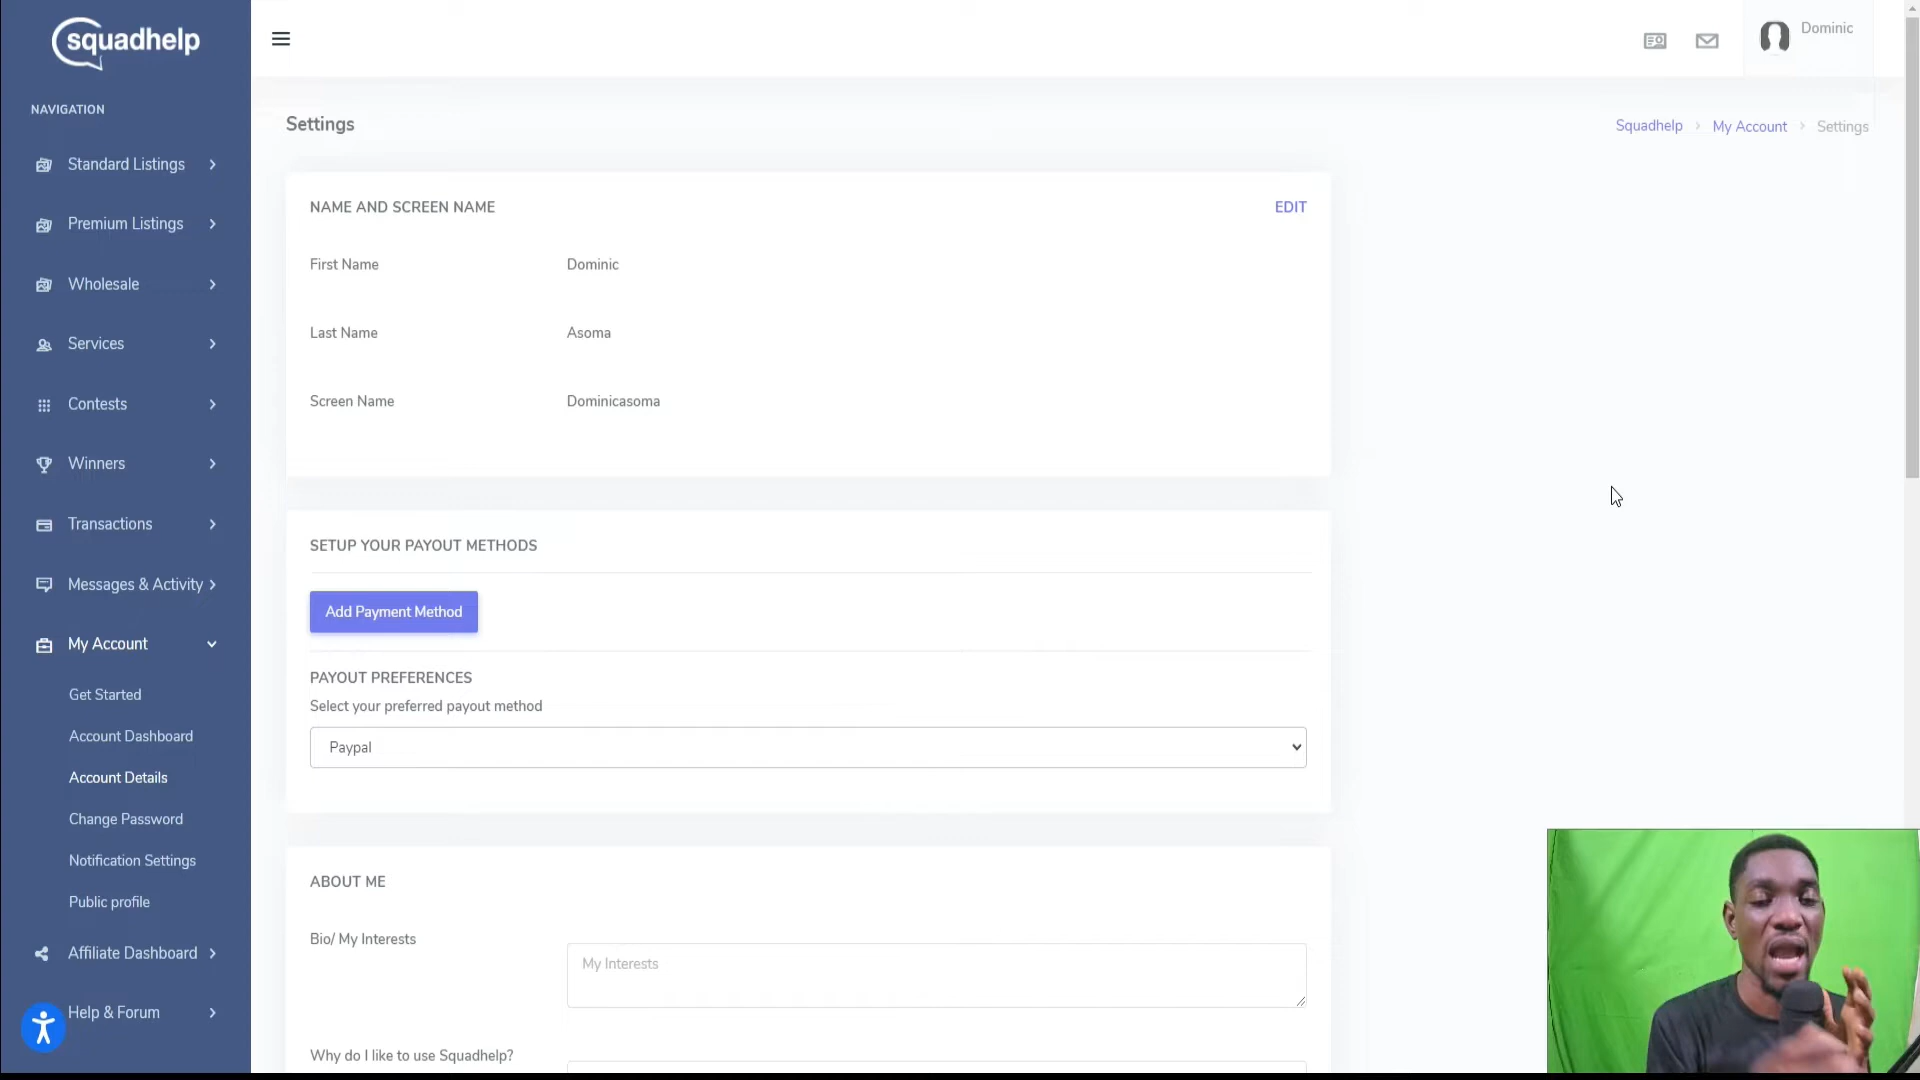 squadhelp
Dominic
NAVIGATION
Settings
Squadhelp > My Account > Settings
Standard Listings
Premium Listings
Wholesale
Services
Contests
Winners
Transactions
Messages & Activity
My Account
Get Started
Account Dashboard
Account Details
Change Password
Notification Settings
Public profile
Affiliate Dashboard
Help & Forum
NAME AND SCREEN NAME
EDIT
First Name Dominic
Last Name Asoma
Screen Name Dominicasoma
SETUP YOUR PAYOUT METHODS
Add Payment Method
PAYOUT PREFERENCES
Select your preferred payout method
Paypal
ABOUT ME
Bio/ My Interests
My Interests
Why do I like to use Squadhelp?